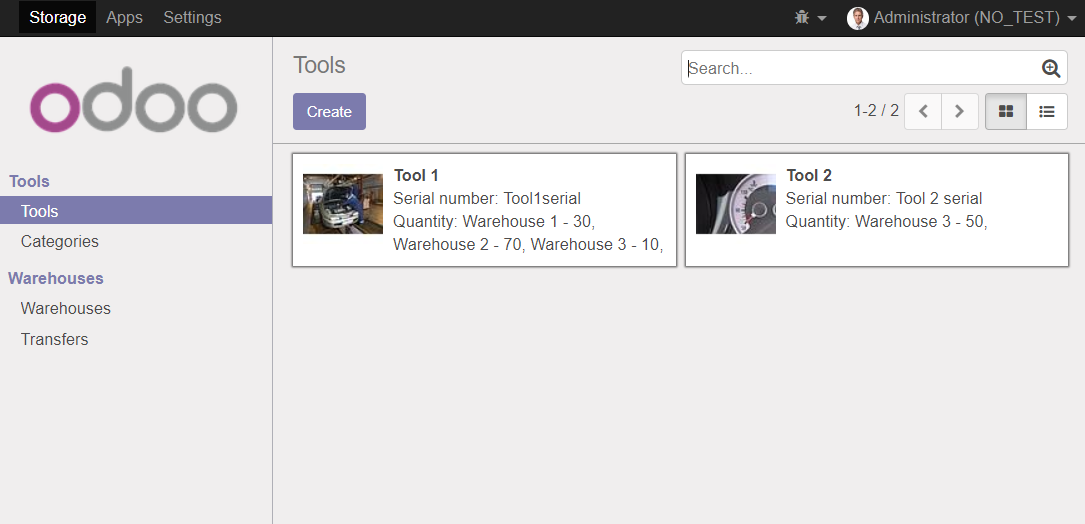 Storage Apps Settings Administrator (NO_TEST)
odoo
Tools
Tools
Categories
Warehouses
Warehouses
Transfers
Tools
Search...
Create
1-2 / 2
Tool 1
Serial number: Tool1serial
Quantity: Warehouse 1 - 30,
Warehouse 2 - 70, Warehouse 3 - 10,
Tool 2
Serial number: Tool 2 serial
Quantity: Warehouse 3 - 50,